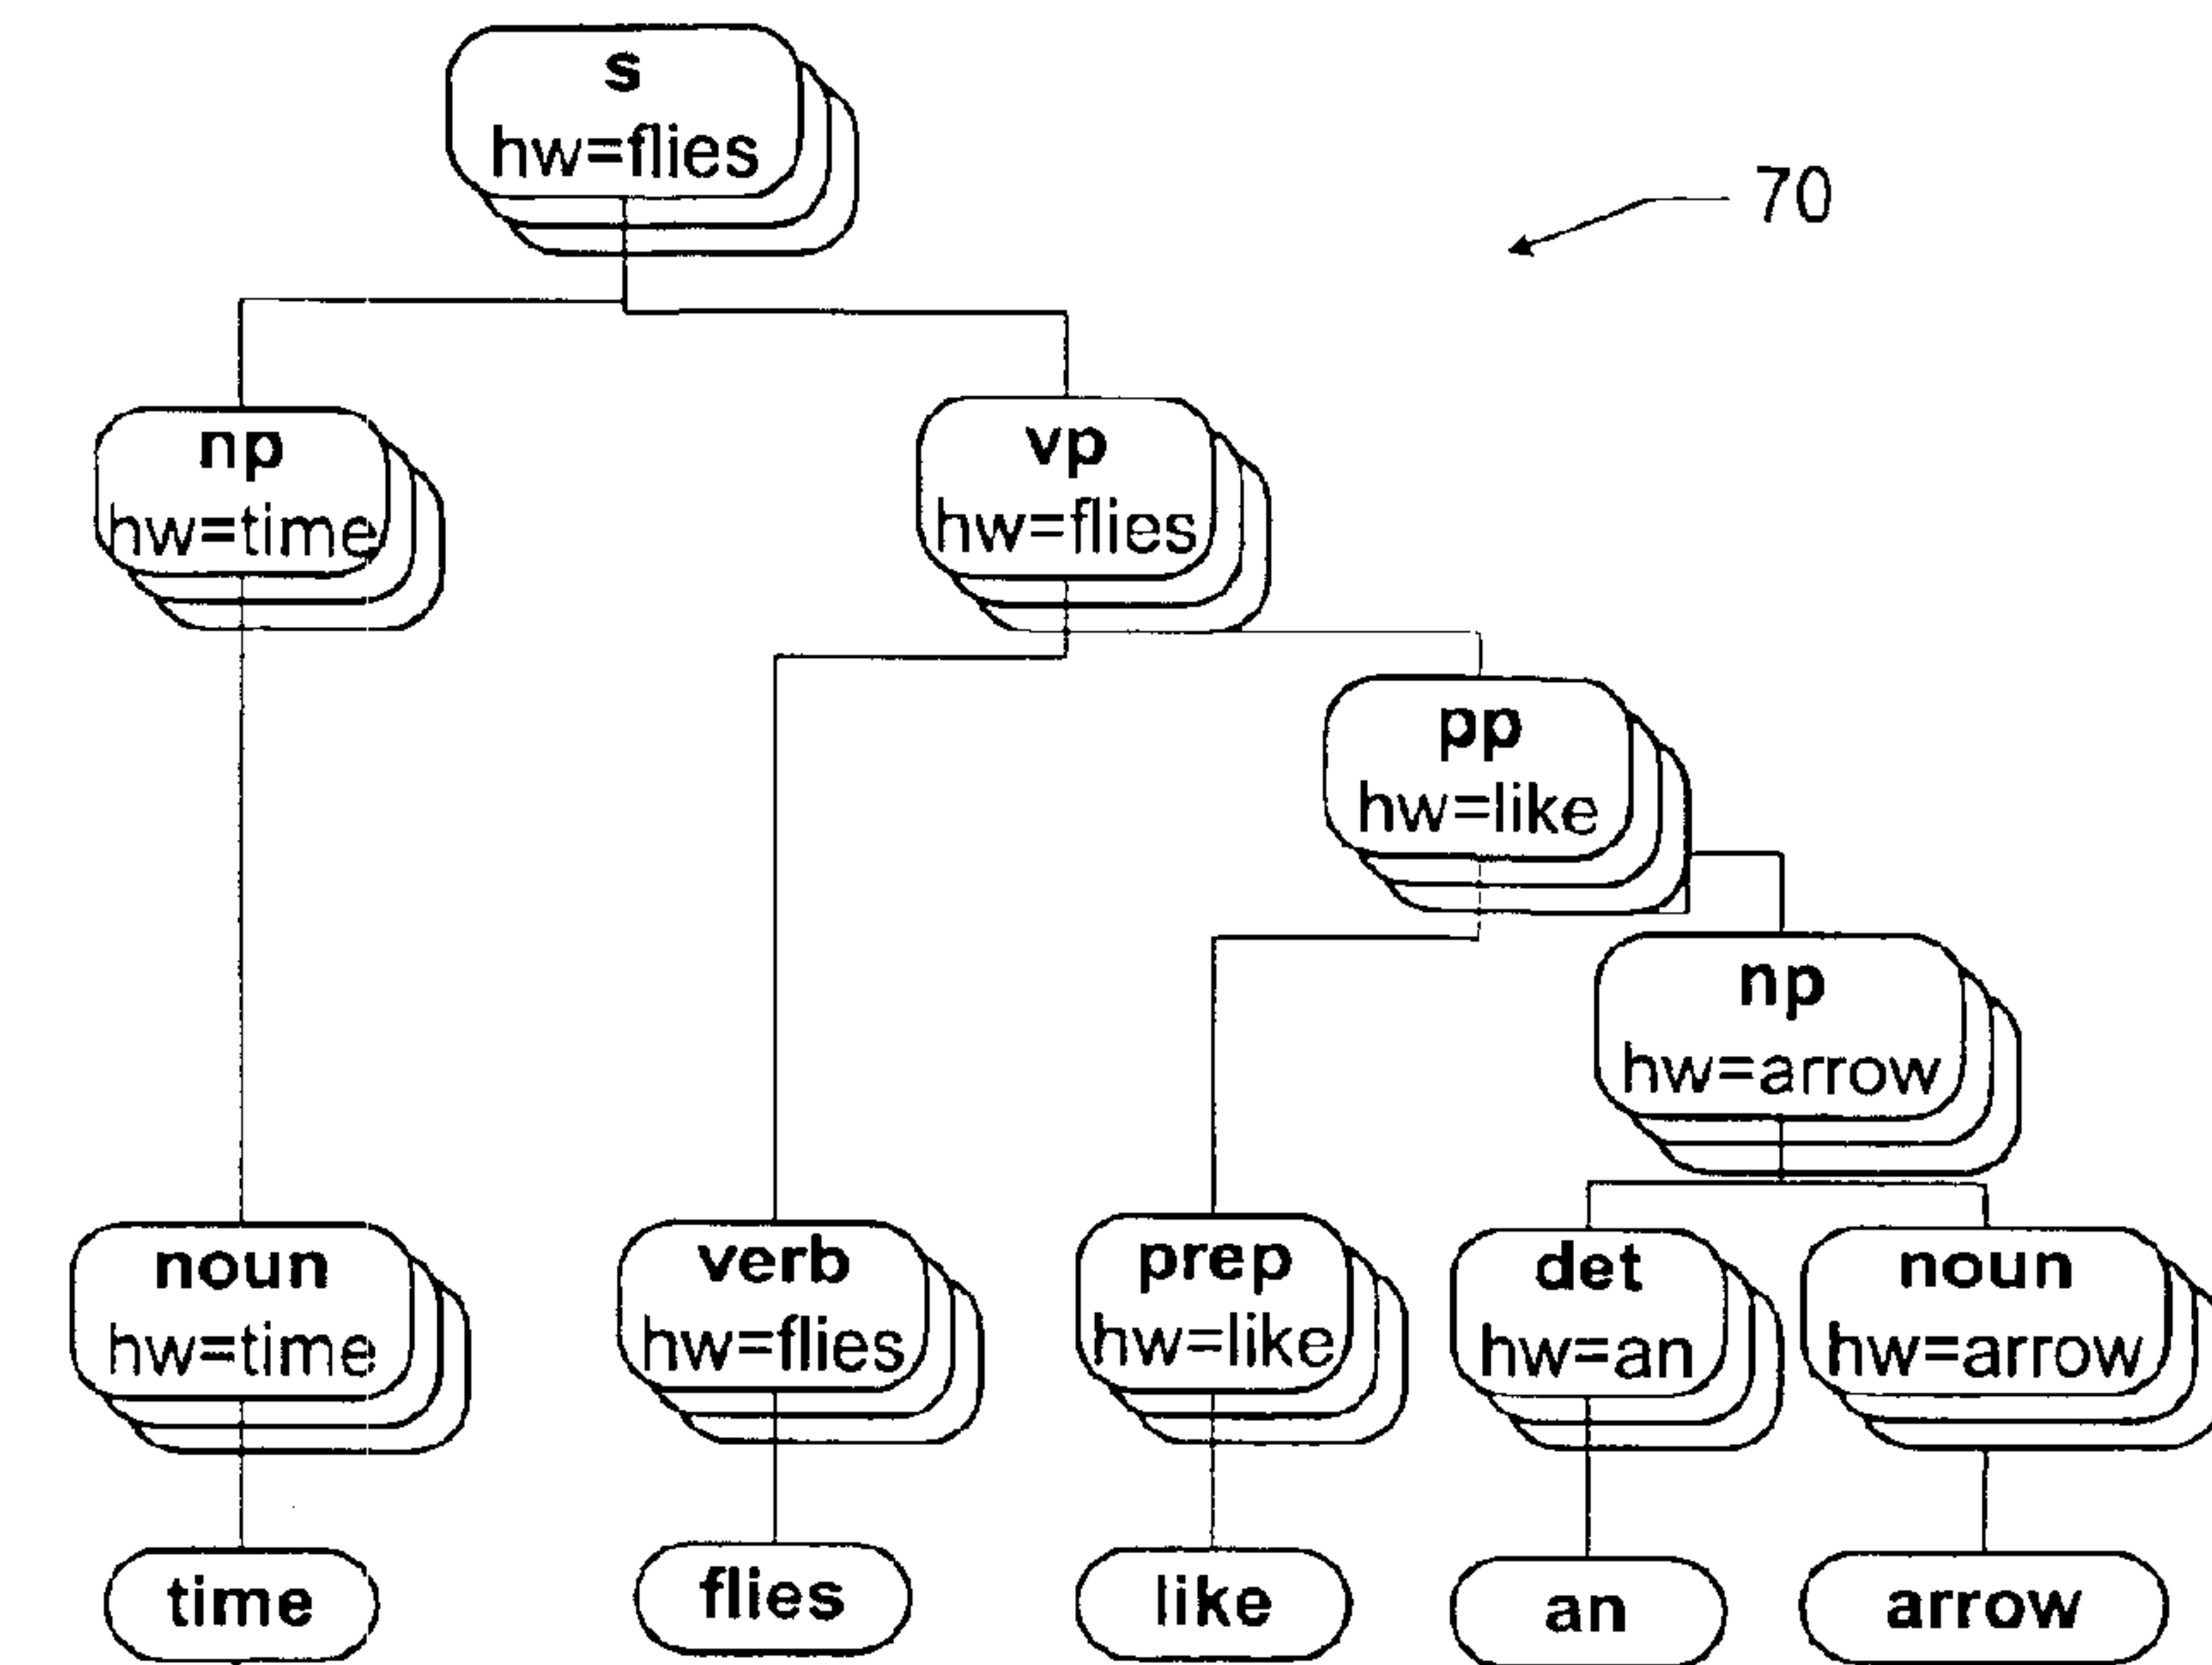 s
hw=flies
70
np
hw=time
vp
hw=flies
pp
hw=like
np
hw=arrow
noun
hw=time
verb
hw=flies
prep
hw=like
det
hw=an
noun
hw=arrow
time
flies
like
an
arrow